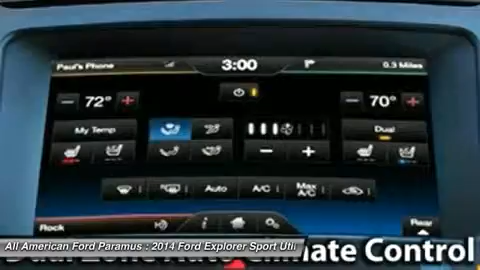 Paul's Phone 3:00 0.3 Miles
72° 70°
My Temp Dual
Auto A/C Max A/C
Rock Rear
All American Ford Paramus : 2014 Ford Explorer Sport Util
Climate Control